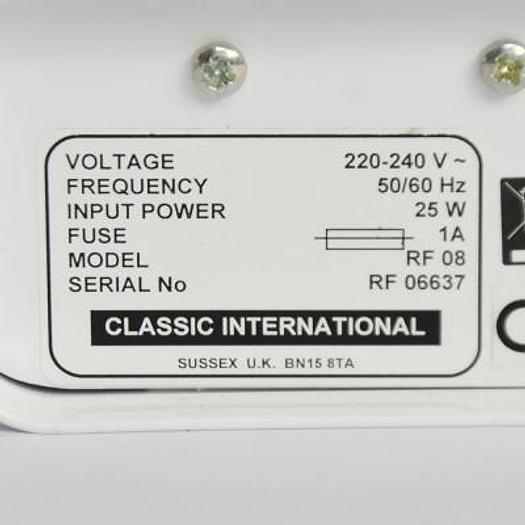 VOLTAGE 220-240 V ~
FREQUENCY 50/60 Hz
INPUT POWER 25 W
FUSE 1A
MODEL RF 08
SERIAL No RF 06637
CLASSIC INTERNATIONAL
SUSSEX U.K. BN15 8TA